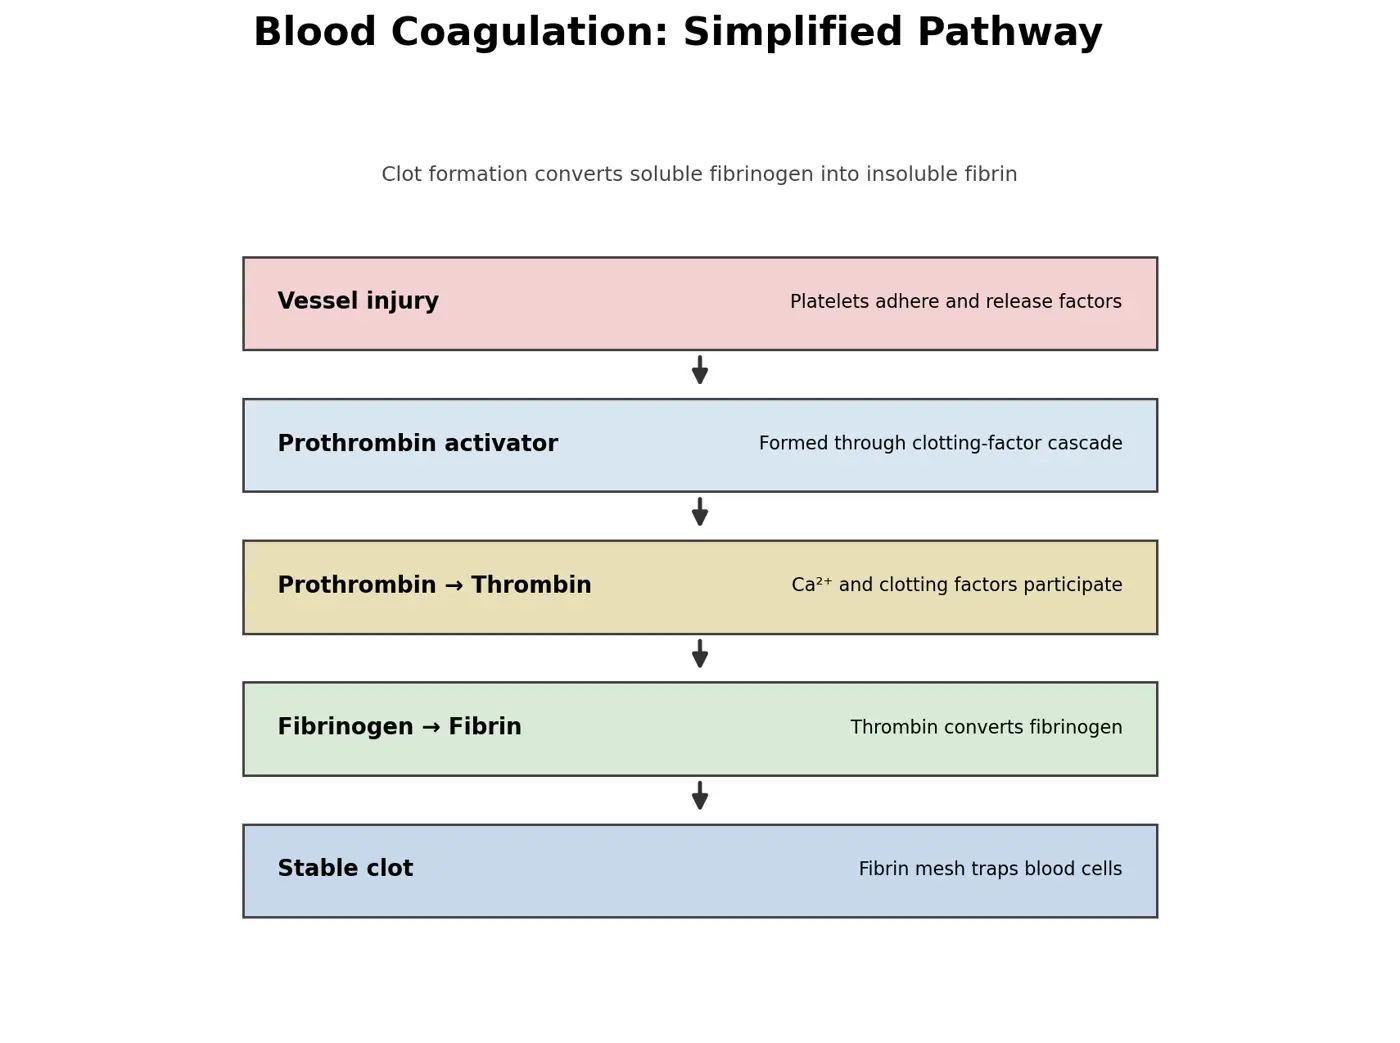 Blood Coagulation: Simplified Pathway
Clot formation converts soluble fibrinogen into insoluble fibrin
Vessel injury
Platelets adhere and release factors
Prothrombin activator
Formed through clotting-factor cascade
Prothrombin → Thrombin
Ca²⁺ and clotting factors participate
Fibrinogen → Fibrin
Thrombin converts fibrinogen
Stable clot
Fibrin mesh traps blood cells